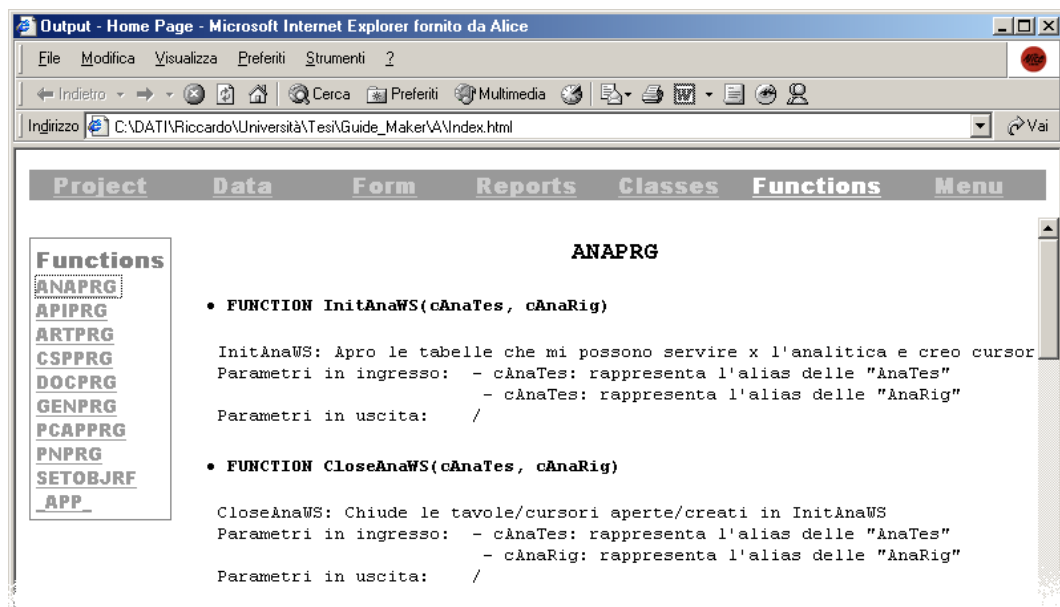 Output - Home Page - Microsoft Internet Explorer fornito da Alice
File Modifica Visualizza Preferiti Strumenti ?
Indietro Cerca Preferiti Multimedia
Indirizzo C:\DATI\Riccardo\Università\Tesi\Guide_Maker\A\Index.html Vai
Project Data Form Reports Classes Functions Menu
Functions
ANAPRG
APIPRG
ARTPRG
CSPPRG
DOCPRG
GENPRG
PCAPPRG
PNPRG
SETOBJRF
_APP_
ANAPRG
• FUNCTION InitAnaWS(cAnaTes, cAnaRig)
InitAnaWS: Apro le tabelle che mi possono servire x l'analitica e creo cursor
Parametri in ingresso: - cAnaTes: rappresenta l'alias delle "AnaTes"
- cAnaTes: rappresenta l'alias delle "AnaRig"
Parametri in uscita: /
• FUNCTION CloseAnaWS(cAnaTes, cAnaRig)
CloseAnaWS: Chiude le tavole/cursori aperte/creati in InitAnaWS
Parametri in ingresso: - cAnaTes: rappresenta l'alias delle "AnaTes"
- cAnaRig: rappresenta l'alias delle "AnaRig"
Parametri in uscita: /